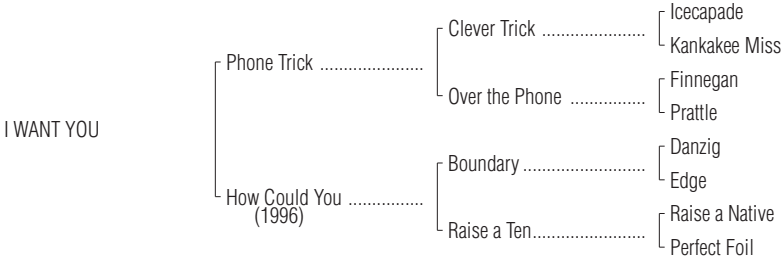 Icecapade
Clever Trick ......................
Kankakee Miss
Phone Trick ......................
Finnegan
Over the Phone ................
Prattle
I WANT YOU
Danzig
Boundary ..........................
Edge
How Could You ................
(1996)
Raise a Native
Raise a Ten........................
Perfect Foil